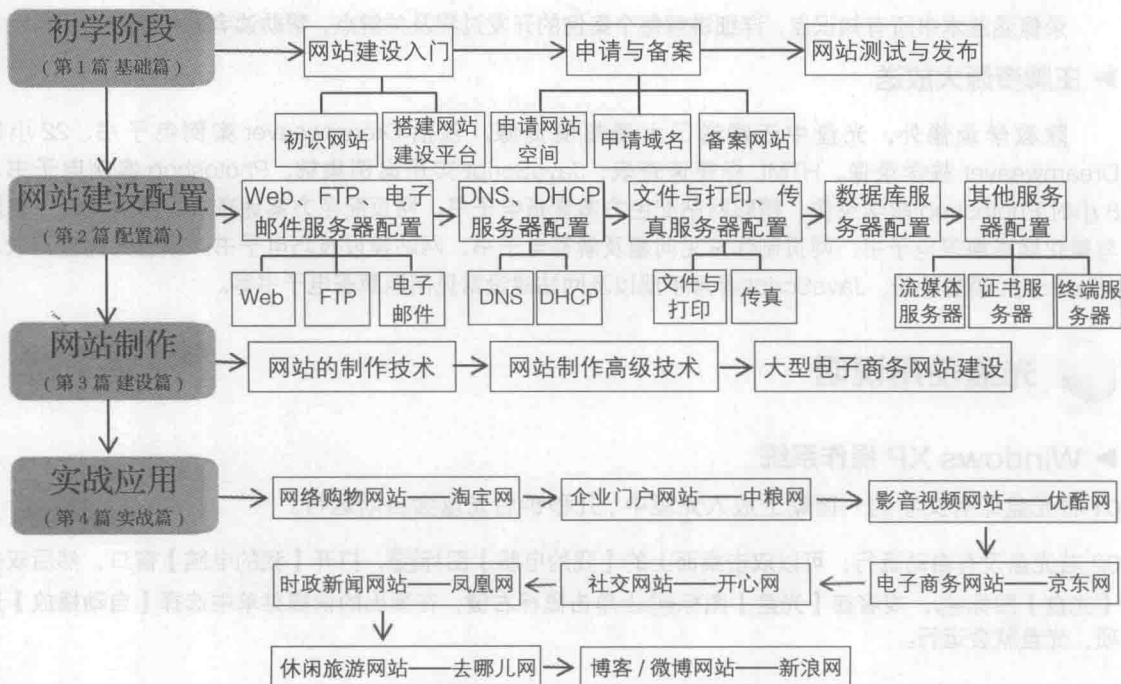 初学阶段
(第1篇 基础篇)
网站建设入门
申请与备案
网站测试与发布
初识网站
搭建网站
建设平台
申请网站
空间
申请域名
备案网站
网站建设配置
(第2篇 配置篇)
Web、FTP、电子
邮件服务器配置
DNS、DHCP
服务器配置
文件与打印、传
真服务器配置
数据库服
务器配置
其他服务
器配置
Web
FTP
电子
邮件
DNS
DHCP
文件与
打印
传真
流媒体
服务器
证书服
务器
终端服
务器
网站制作
(第3篇 建设篇)
网站的制作技术
网站制作高级技术
大型电子商务网站建设
实战应用
(第4篇 实战篇)
网络购物网站——淘宝网
企业门户网站——中粮网
影音视频网站——优酷网
电子商务网站——京东网
社交网站——开心网
时政新闻网站——凤凰网
休闲旅游网站——去哪儿网
博客/微博网站——新浪网